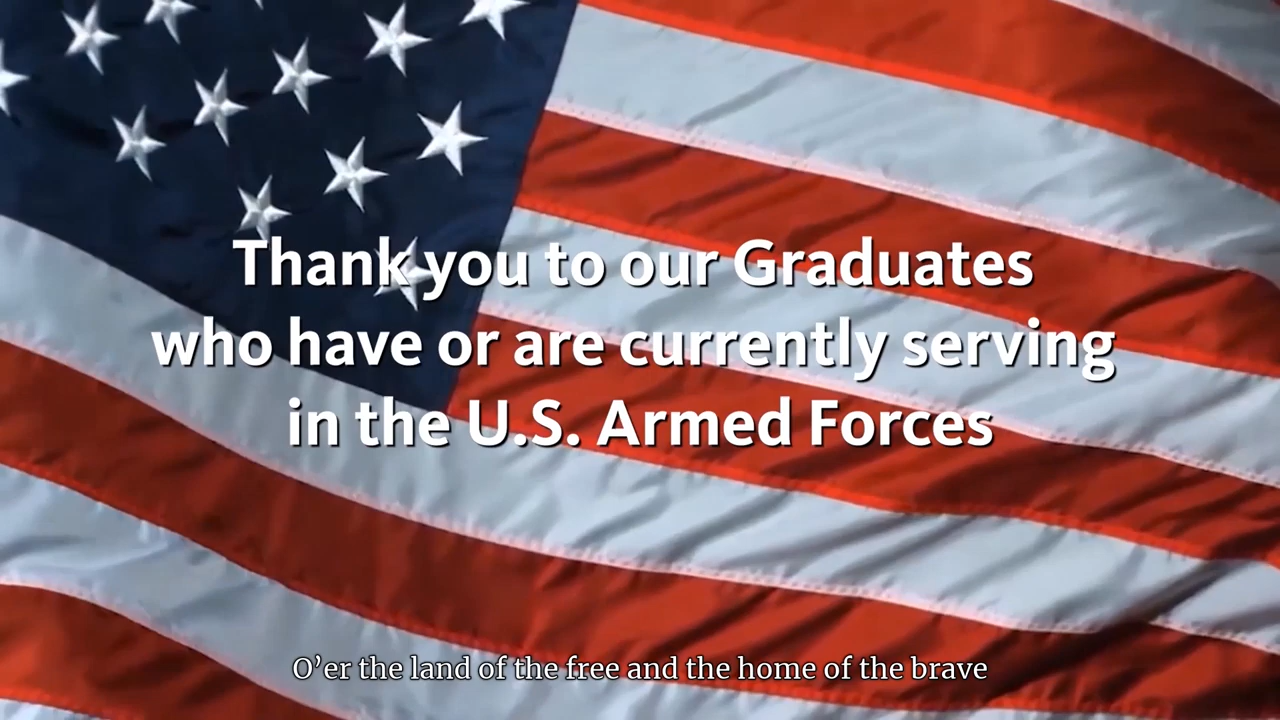 Thank you to our Graduates
who have or are currently serving
in the U.S. Armed Forces
O’er the land of the free and the home of the brave